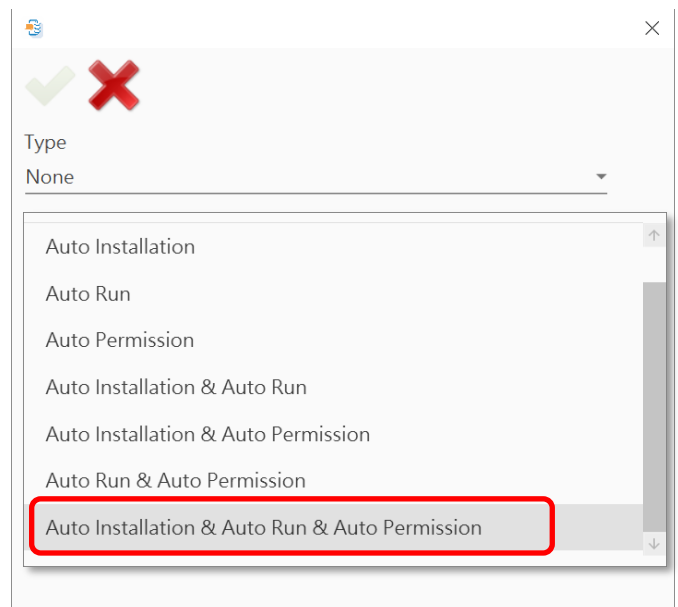 Type
None
Auto Installation
Auto Run
Auto Permission
Auto Installation & Auto Run
Auto Installation & Auto Permission
Auto Run & Auto Permission
Auto Installation & Auto Run & Auto Permission